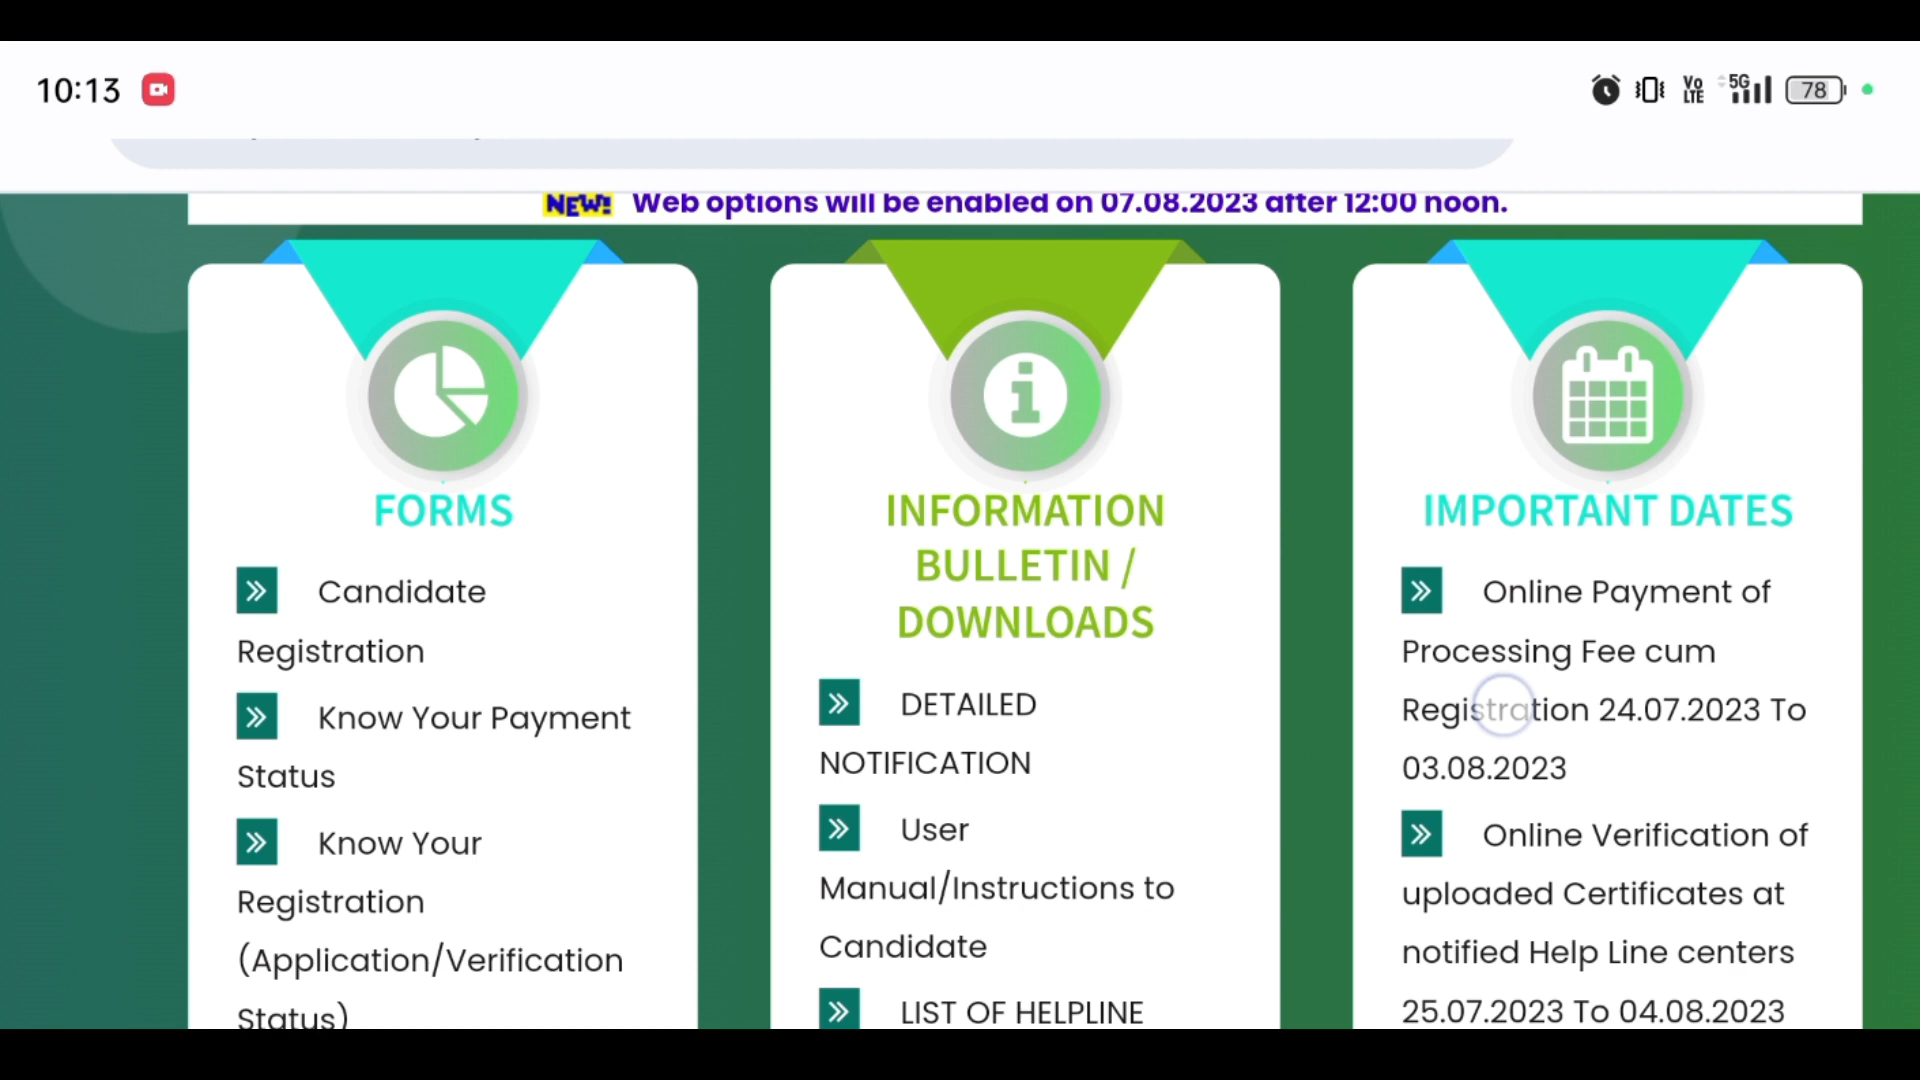 10:13
Vo
LTE
5G
78
NEW! Web options will be enabled on 07.08.2023 after 12:00 noon.
FORMS
Candidate
Registration
Know Your Payment
Status
Know Your
Registration
(Application/Verification
Status)
INFORMATION
BULLETIN /
DOWNLOADS
DETAILED
NOTIFICATION
User
Manual/Instructions to
Candidate
LIST OF HELPLINE
IMPORTANT DATES
Online Payment of
Processing Fee cum
Registration 24.07.2023 To
03.08.2023
Online Verification of
uploaded Certificates at
notified Help Line centers
25.07.2023 To 04.08.2023